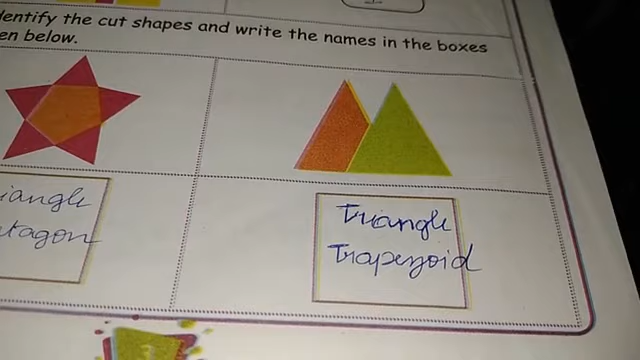 dentify the cut shapes and write the names in the boxes
en below.
iangle
tagon
Triangle
Trapezoid